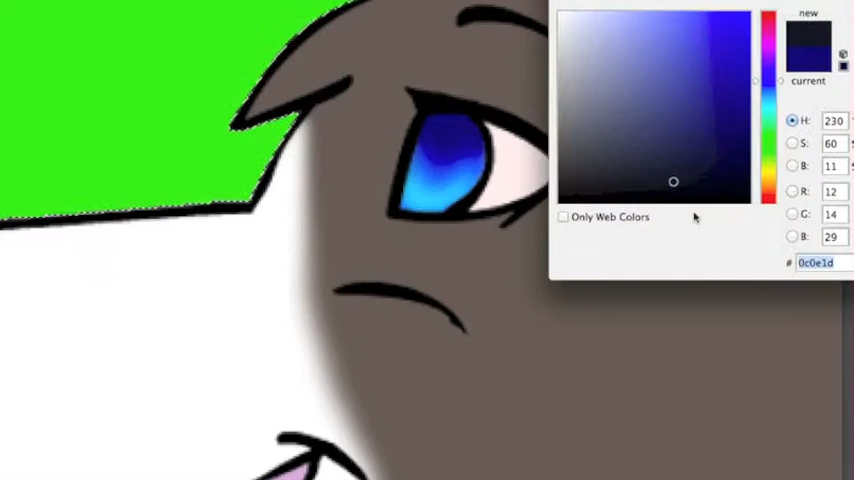 new
current
H: 230
S: 60
B: 11
R: 12
G: 14
B: 29
Only Web Colors
# 0c0e1d